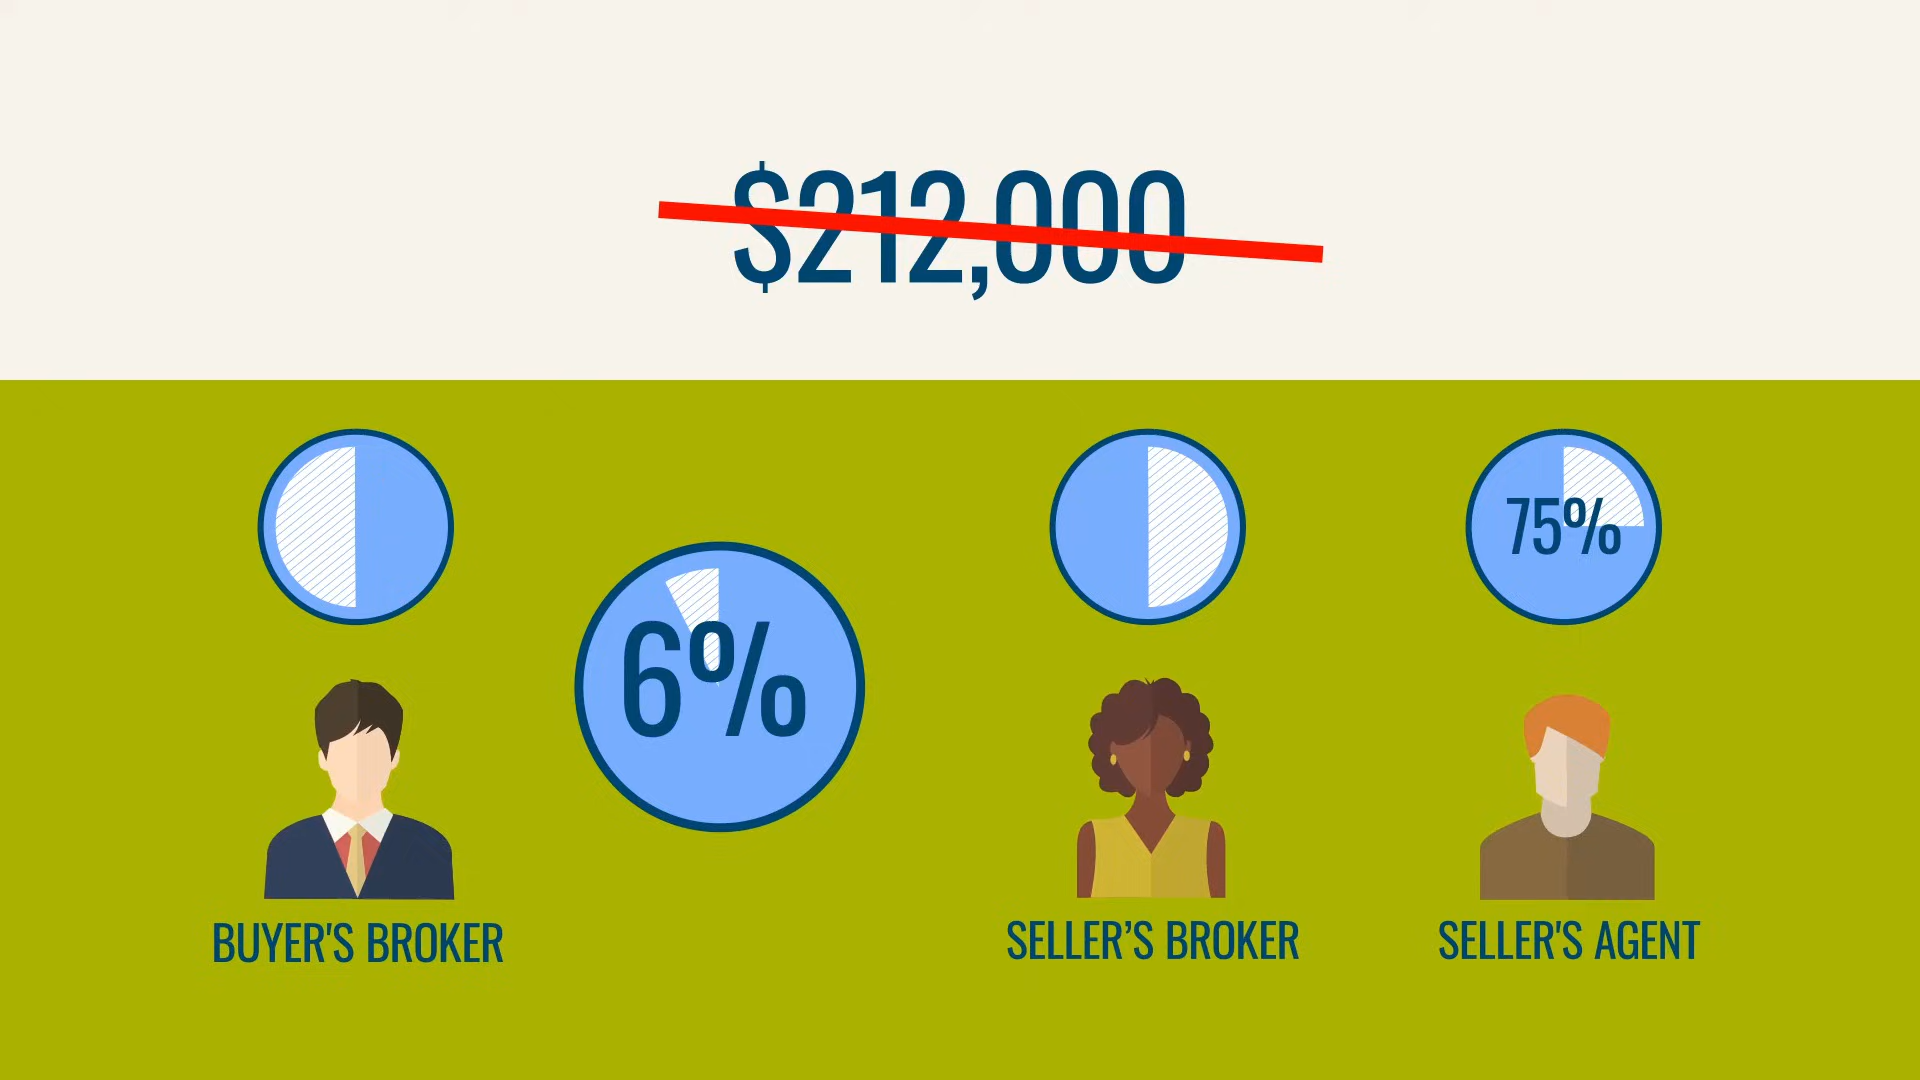 $212,000
75%
6%
BUYER'S BROKER
SELLER’S BROKER
SELLER'S AGENT